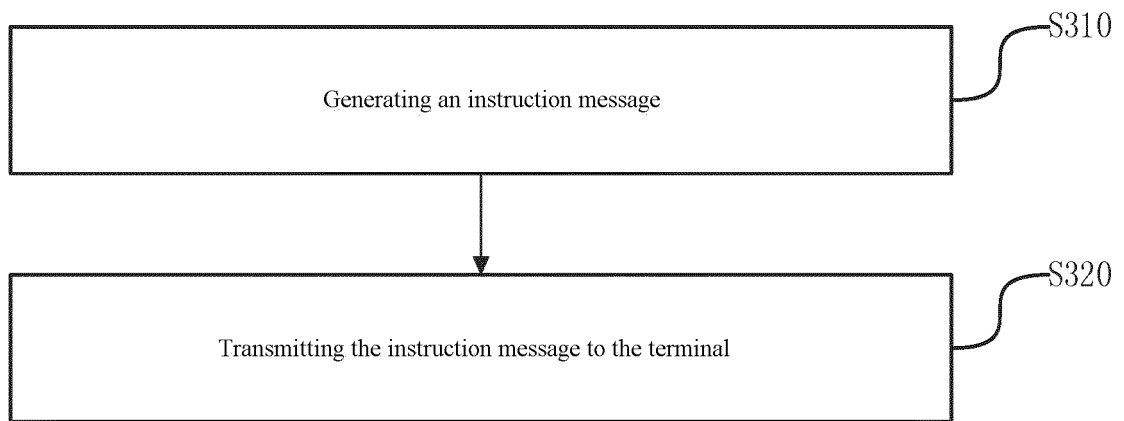 S310
Generating an instruction message
S320
Transmitting the instruction message to the terminal